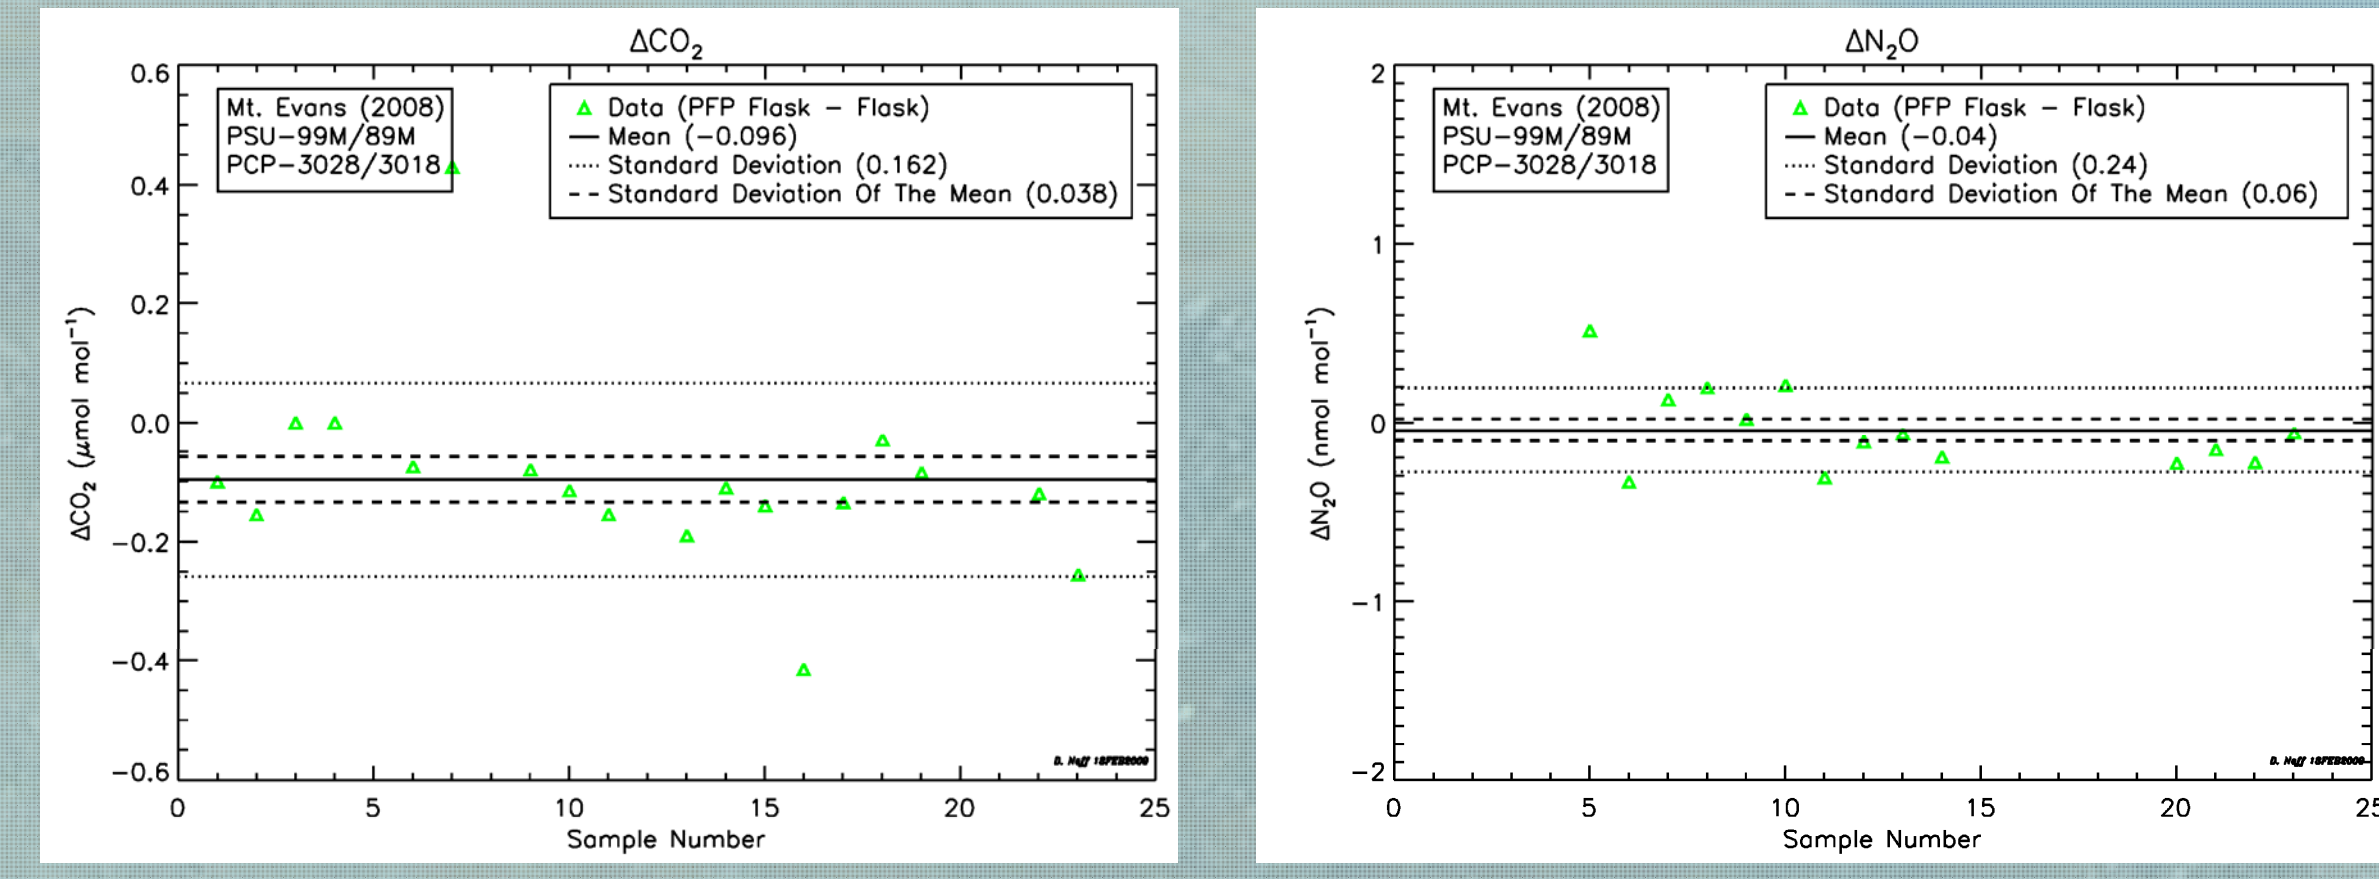 ΔCO₂
0.6
0.4
0.2
0.0
−0.2
−0.4
−0.6
ΔCO₂ (μmol mol⁻¹)
Mt. Evans (2008)
PSU−99M/89M
PCP−3028/3018
Data (PFP Flask − Flask)
Mean (−0.096)
Standard Deviation (0.162)
Standard Deviation Of The Mean (0.038)
D. Neff 18FEB2009
0 5 10 15 20 25
Sample Number
ΔN₂O
2
1
0
−1
−2
ΔN₂O (nmol mol⁻¹)
Mt. Evans (2008)
PSU−99M/89M
PCP−3028/3018
Data (PFP Flask − Flask)
Mean (−0.04)
Standard Deviation (0.24)
Standard Deviation Of The Mean (0.06)
D. Neff 18FEB2009
0 5 10 15 20 25
Sample Number